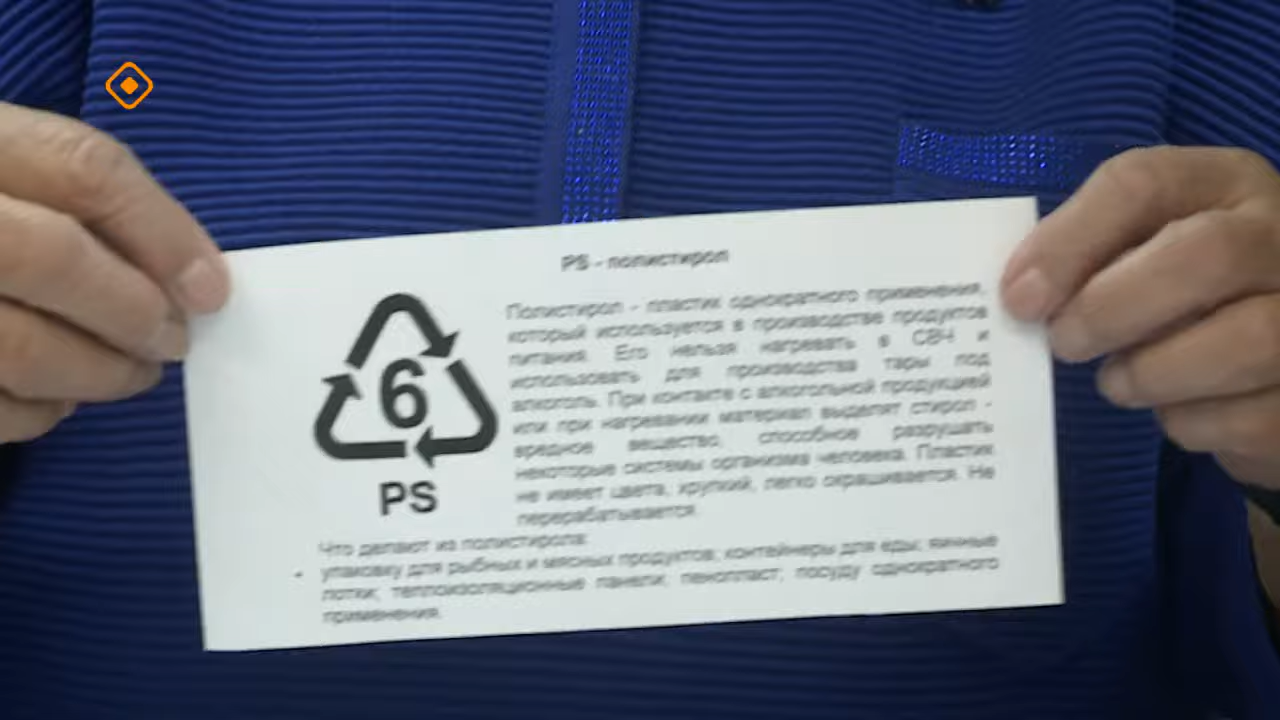 PS - полистирол
Полистирол - пластик однократного применения,
который используется в производстве продуктов
питания. Его нельзя нагревать в СВЧ и
использовать для производства тары под
алкоголь. При контакте с алкогольной продукцией
или при нагревании материал выделят стирол -
вредное вещество, способное разрушать
некоторые системы организма человека. Пластик
не имеет цвета, хрупкий, легко окрашивается. Не
перерабатывается.
6
PS
Что делают из полистирола:
• упаковку для рыбных и мясных продуктов; контейнеры для еды; яичные
лотки; теплоизоляционные панели; пенопласт; посуду однократного
применения.